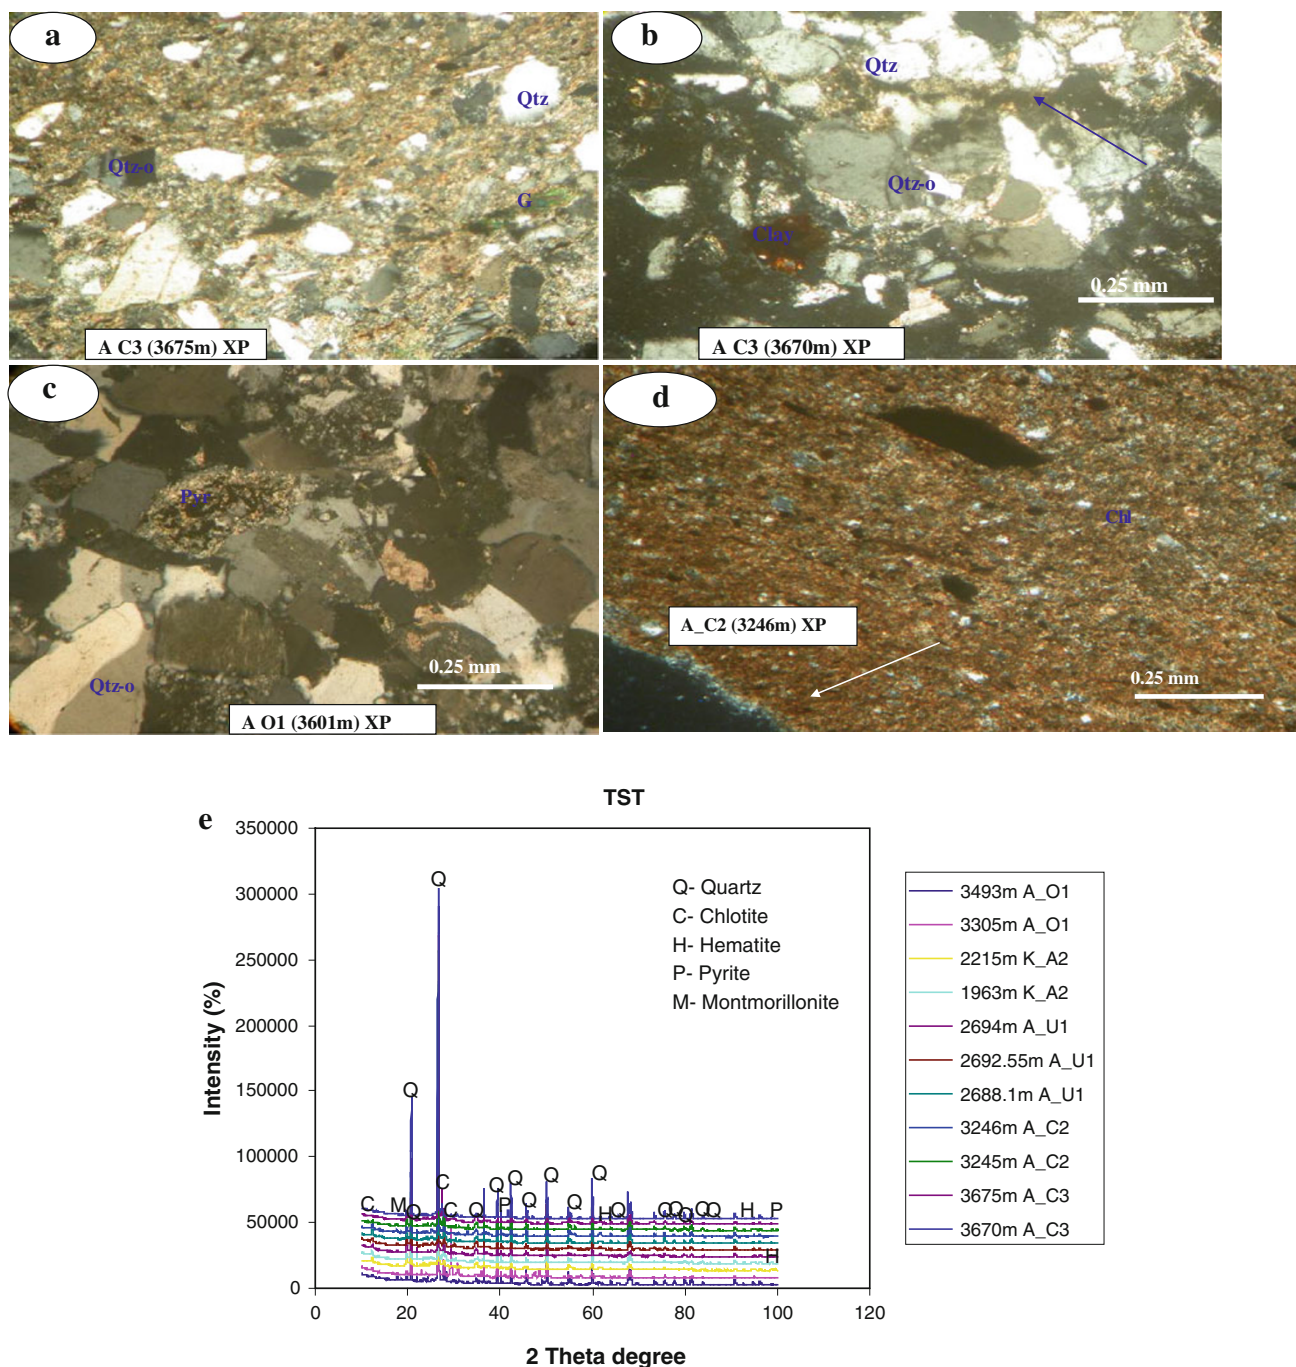 a
Qtz
Qtz-o
G
A C3 (3675m) XP
b
Qtz
Qtz-o
Clay
0.25 mm
A C3 (3670m) XP
c
Pyr
Qtz-o
0.25 mm
A O1 (3601m) XP
d
Chl
A_C2 (3246m) XP
0.25 mm
e
TST
Intensity (%)
350000
300000
250000
200000
150000
100000
50000
0
0 20 40 60 80 100 120
2 Theta degree
Q- Quartz
C- Chlotite
H- Hematite
P- Pyrite
M- Montmorillonite
Q
Q
C
M
Q
C
C
Q
Q
P
Q
Q
Q
Q
Q
H
Q
Q
Q
Q
Q
Q
H
P
H
3493m A_O1
3305m A_O1
2215m K_A2
1963m K_A2
2694m A_U1
2692.55m A_U1
2688.1m A_U1
3246m A_C2
3245m A_C2
3675m A_C3
3670m A_C3